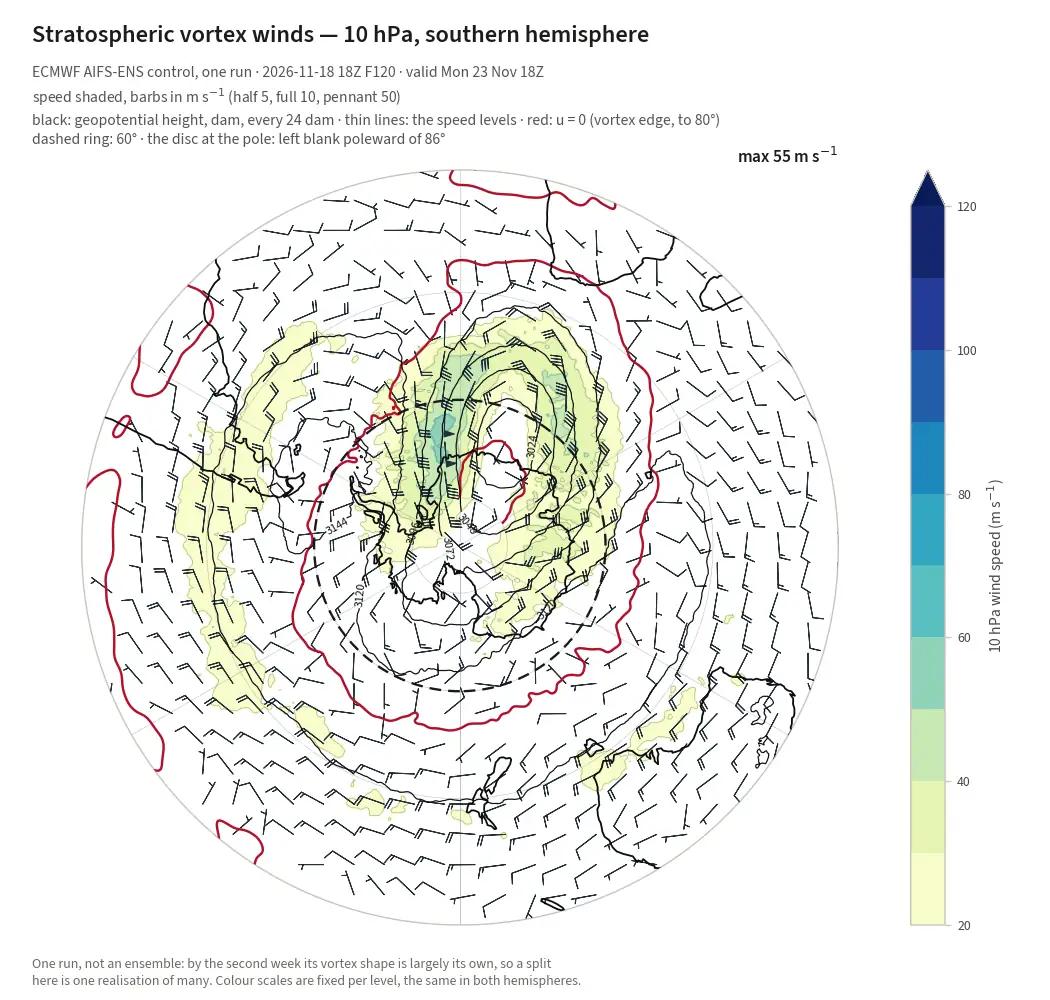 Stratospheric vortex winds — 10 hPa, southern hemisphere
ECMWF AIFS-ENS control, one run · 2026-11-18 18Z F120 · valid Mon 23 Nov 18Z
speed shaded, barbs in m s⁻¹ (half 5, full 10, pennant 50)
black: geopotential height, dam, every 24 dam · thin lines: the speed levels · red: u = 0 (vortex edge, to 80°)
dashed ring: 60° · the disc at the pole: left blank poleward of 86°
max 55 m s⁻¹
120
100
80
60
40
20
10 hPa wind speed (m s⁻¹)
3024
3144
3072
3120
One run, not an ensemble: by the second week its vortex shape is largely its own, so a split
here is one realisation of many. Colour scales are fixed per level, the same in both hemispheres.